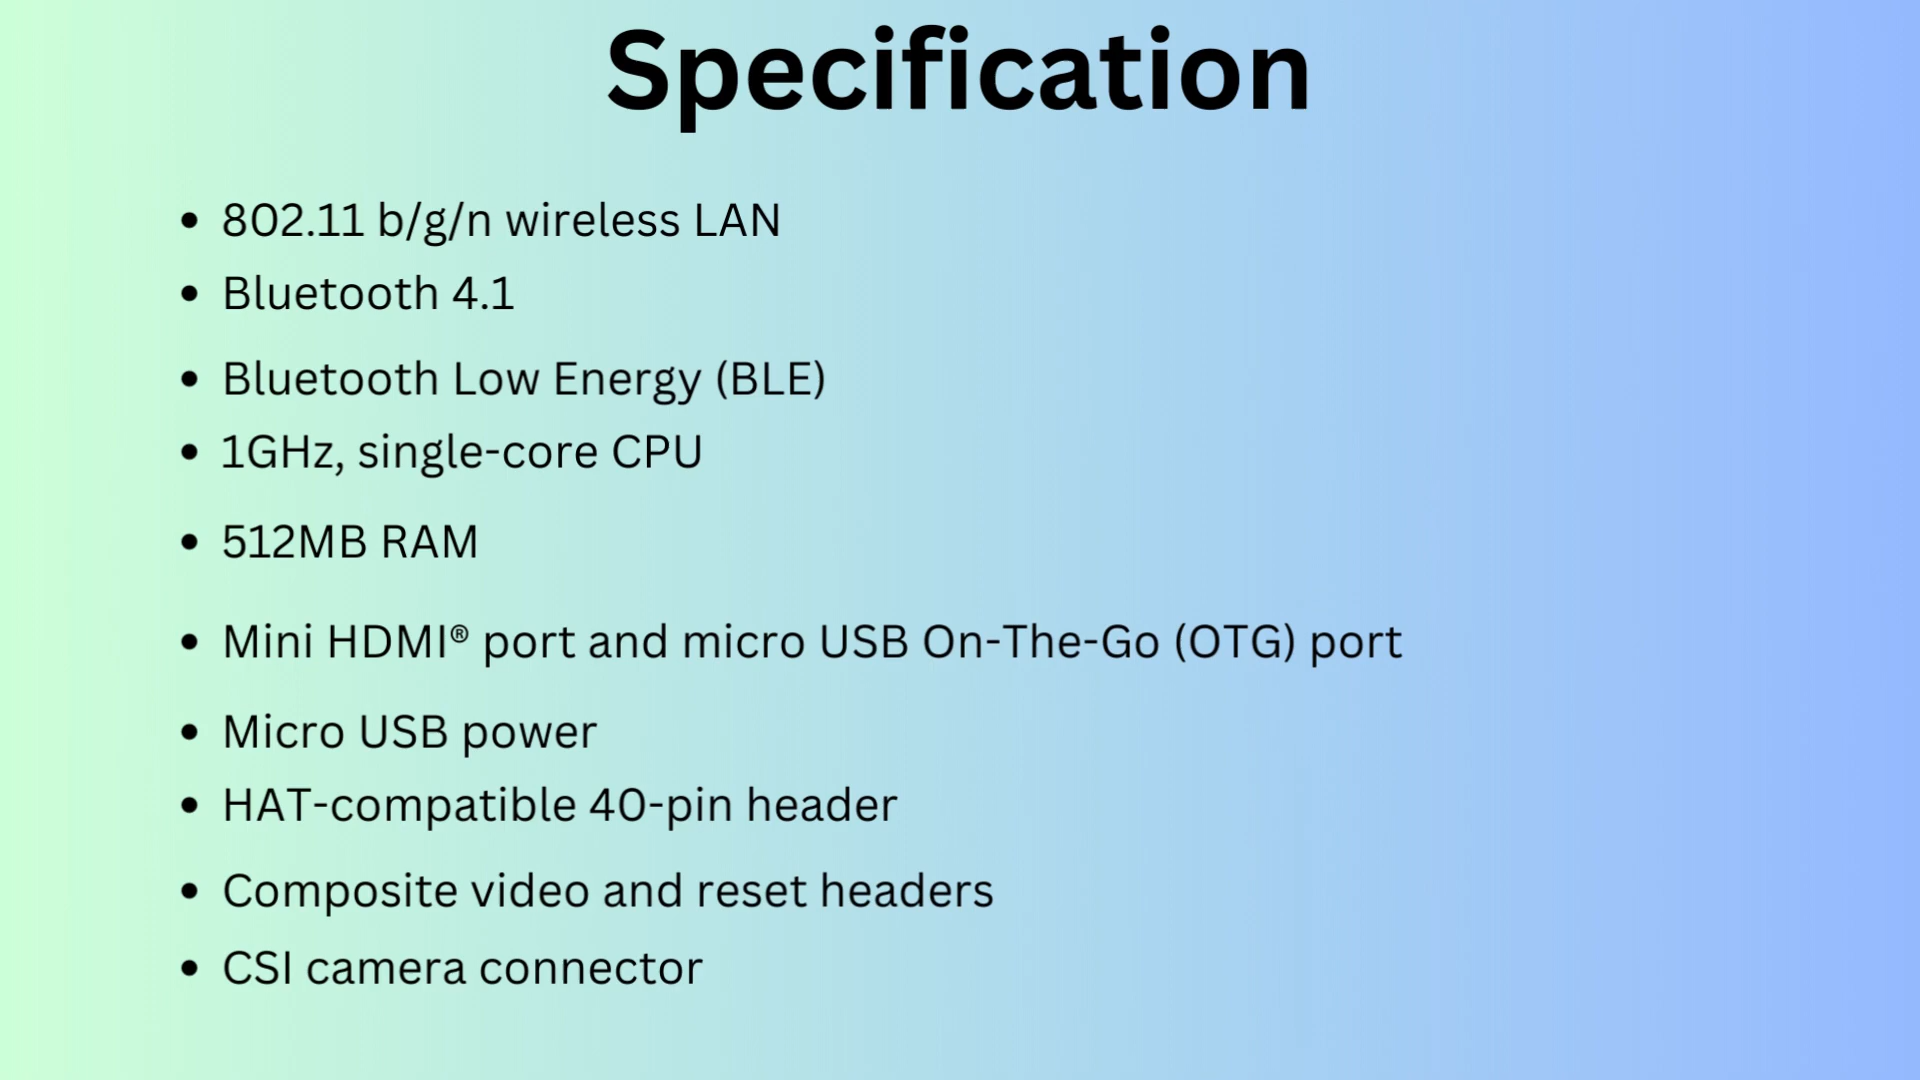 Specification
• 802.11 b/g/n wireless LAN
• Bluetooth 4.1
• Bluetooth Low Energy (BLE)
• 1GHz, single-core CPU
• 512MB RAM
• Mini HDMI® port and micro USB On-The-Go (OTG) port
• Micro USB power
• HAT-compatible 40-pin header
• Composite video and reset headers
• CSI camera connector